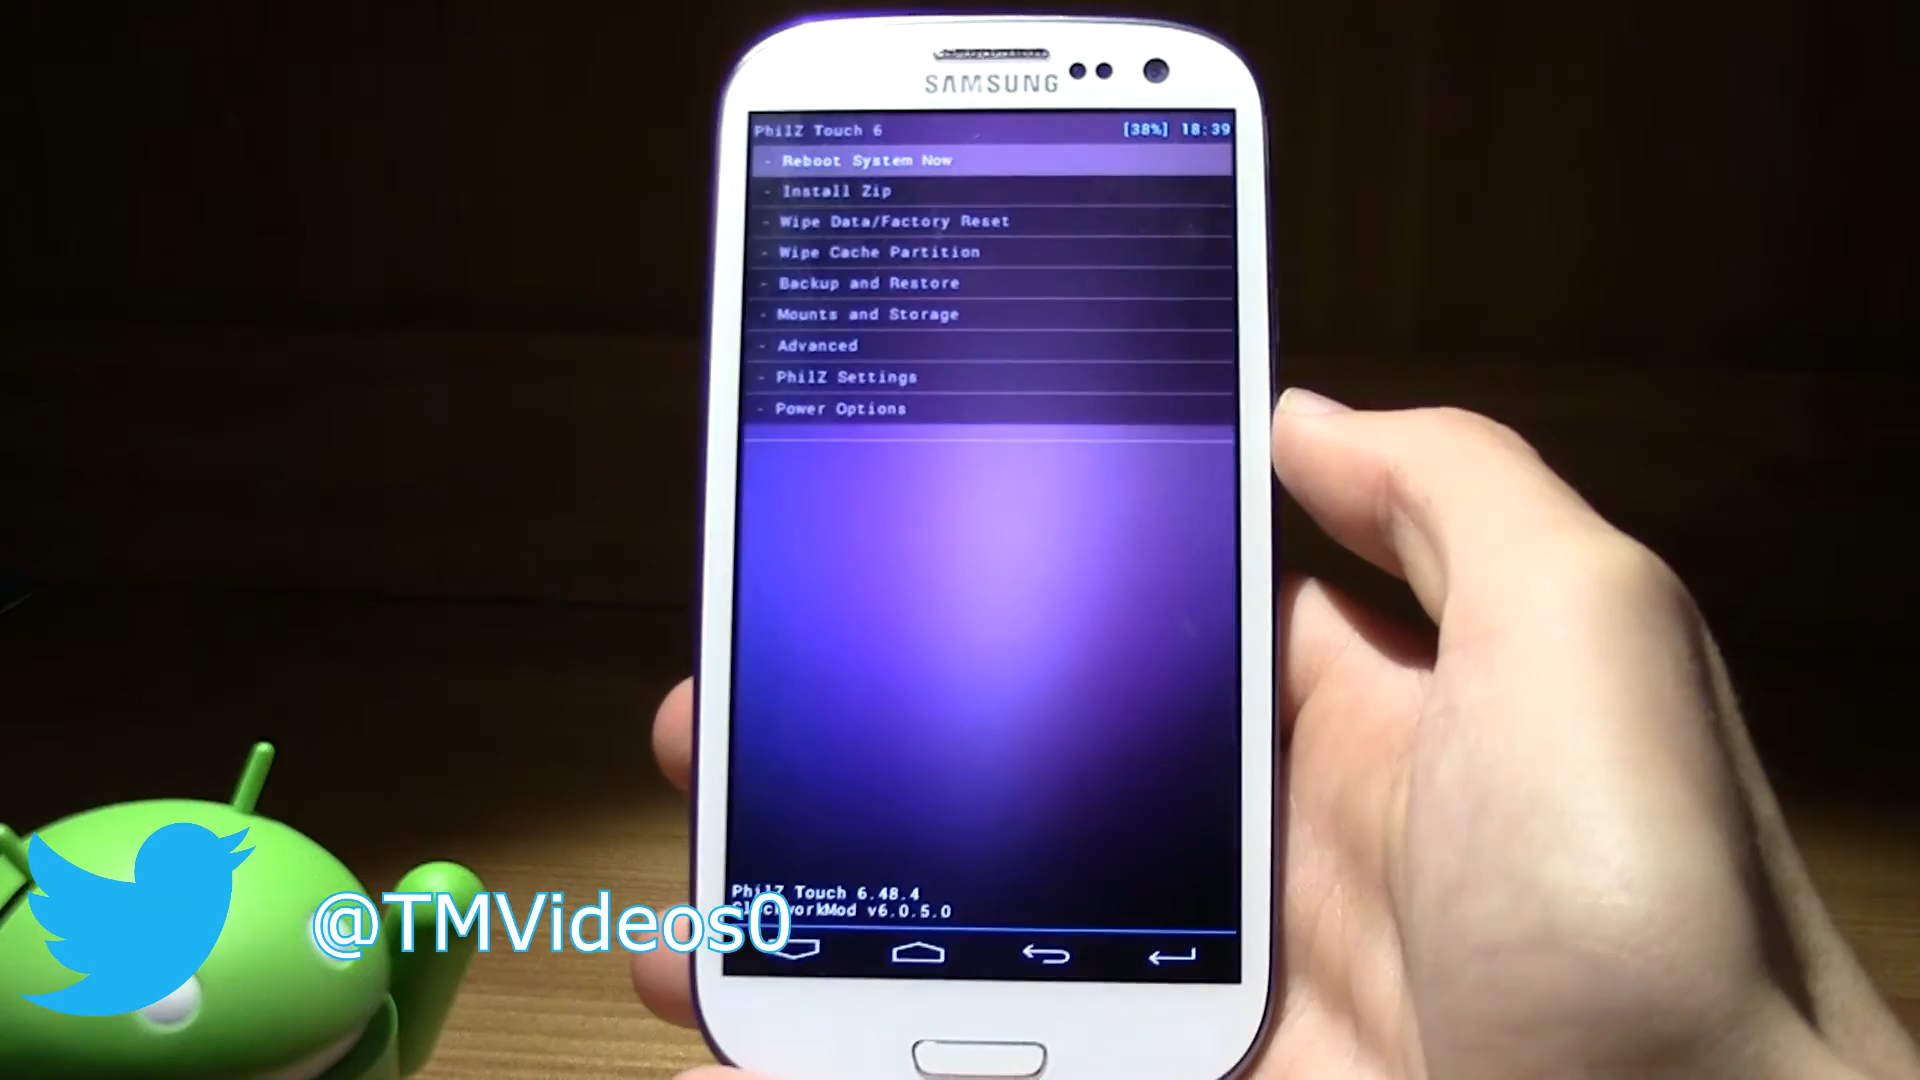 SAMSUNG
PhilZ Touch 6 [38%] 18:39
- Reboot System Now
- Install Zip
- Wipe Data/Factory Reset
- Wipe Cache Partition
- Backup and Restore
- Mounts and Storage
- Advanced
- PhilZ Settings
- Power Options
PhilZ Touch 6.48.4
ClockworkMod v6.0.5.0
@TMVideos0